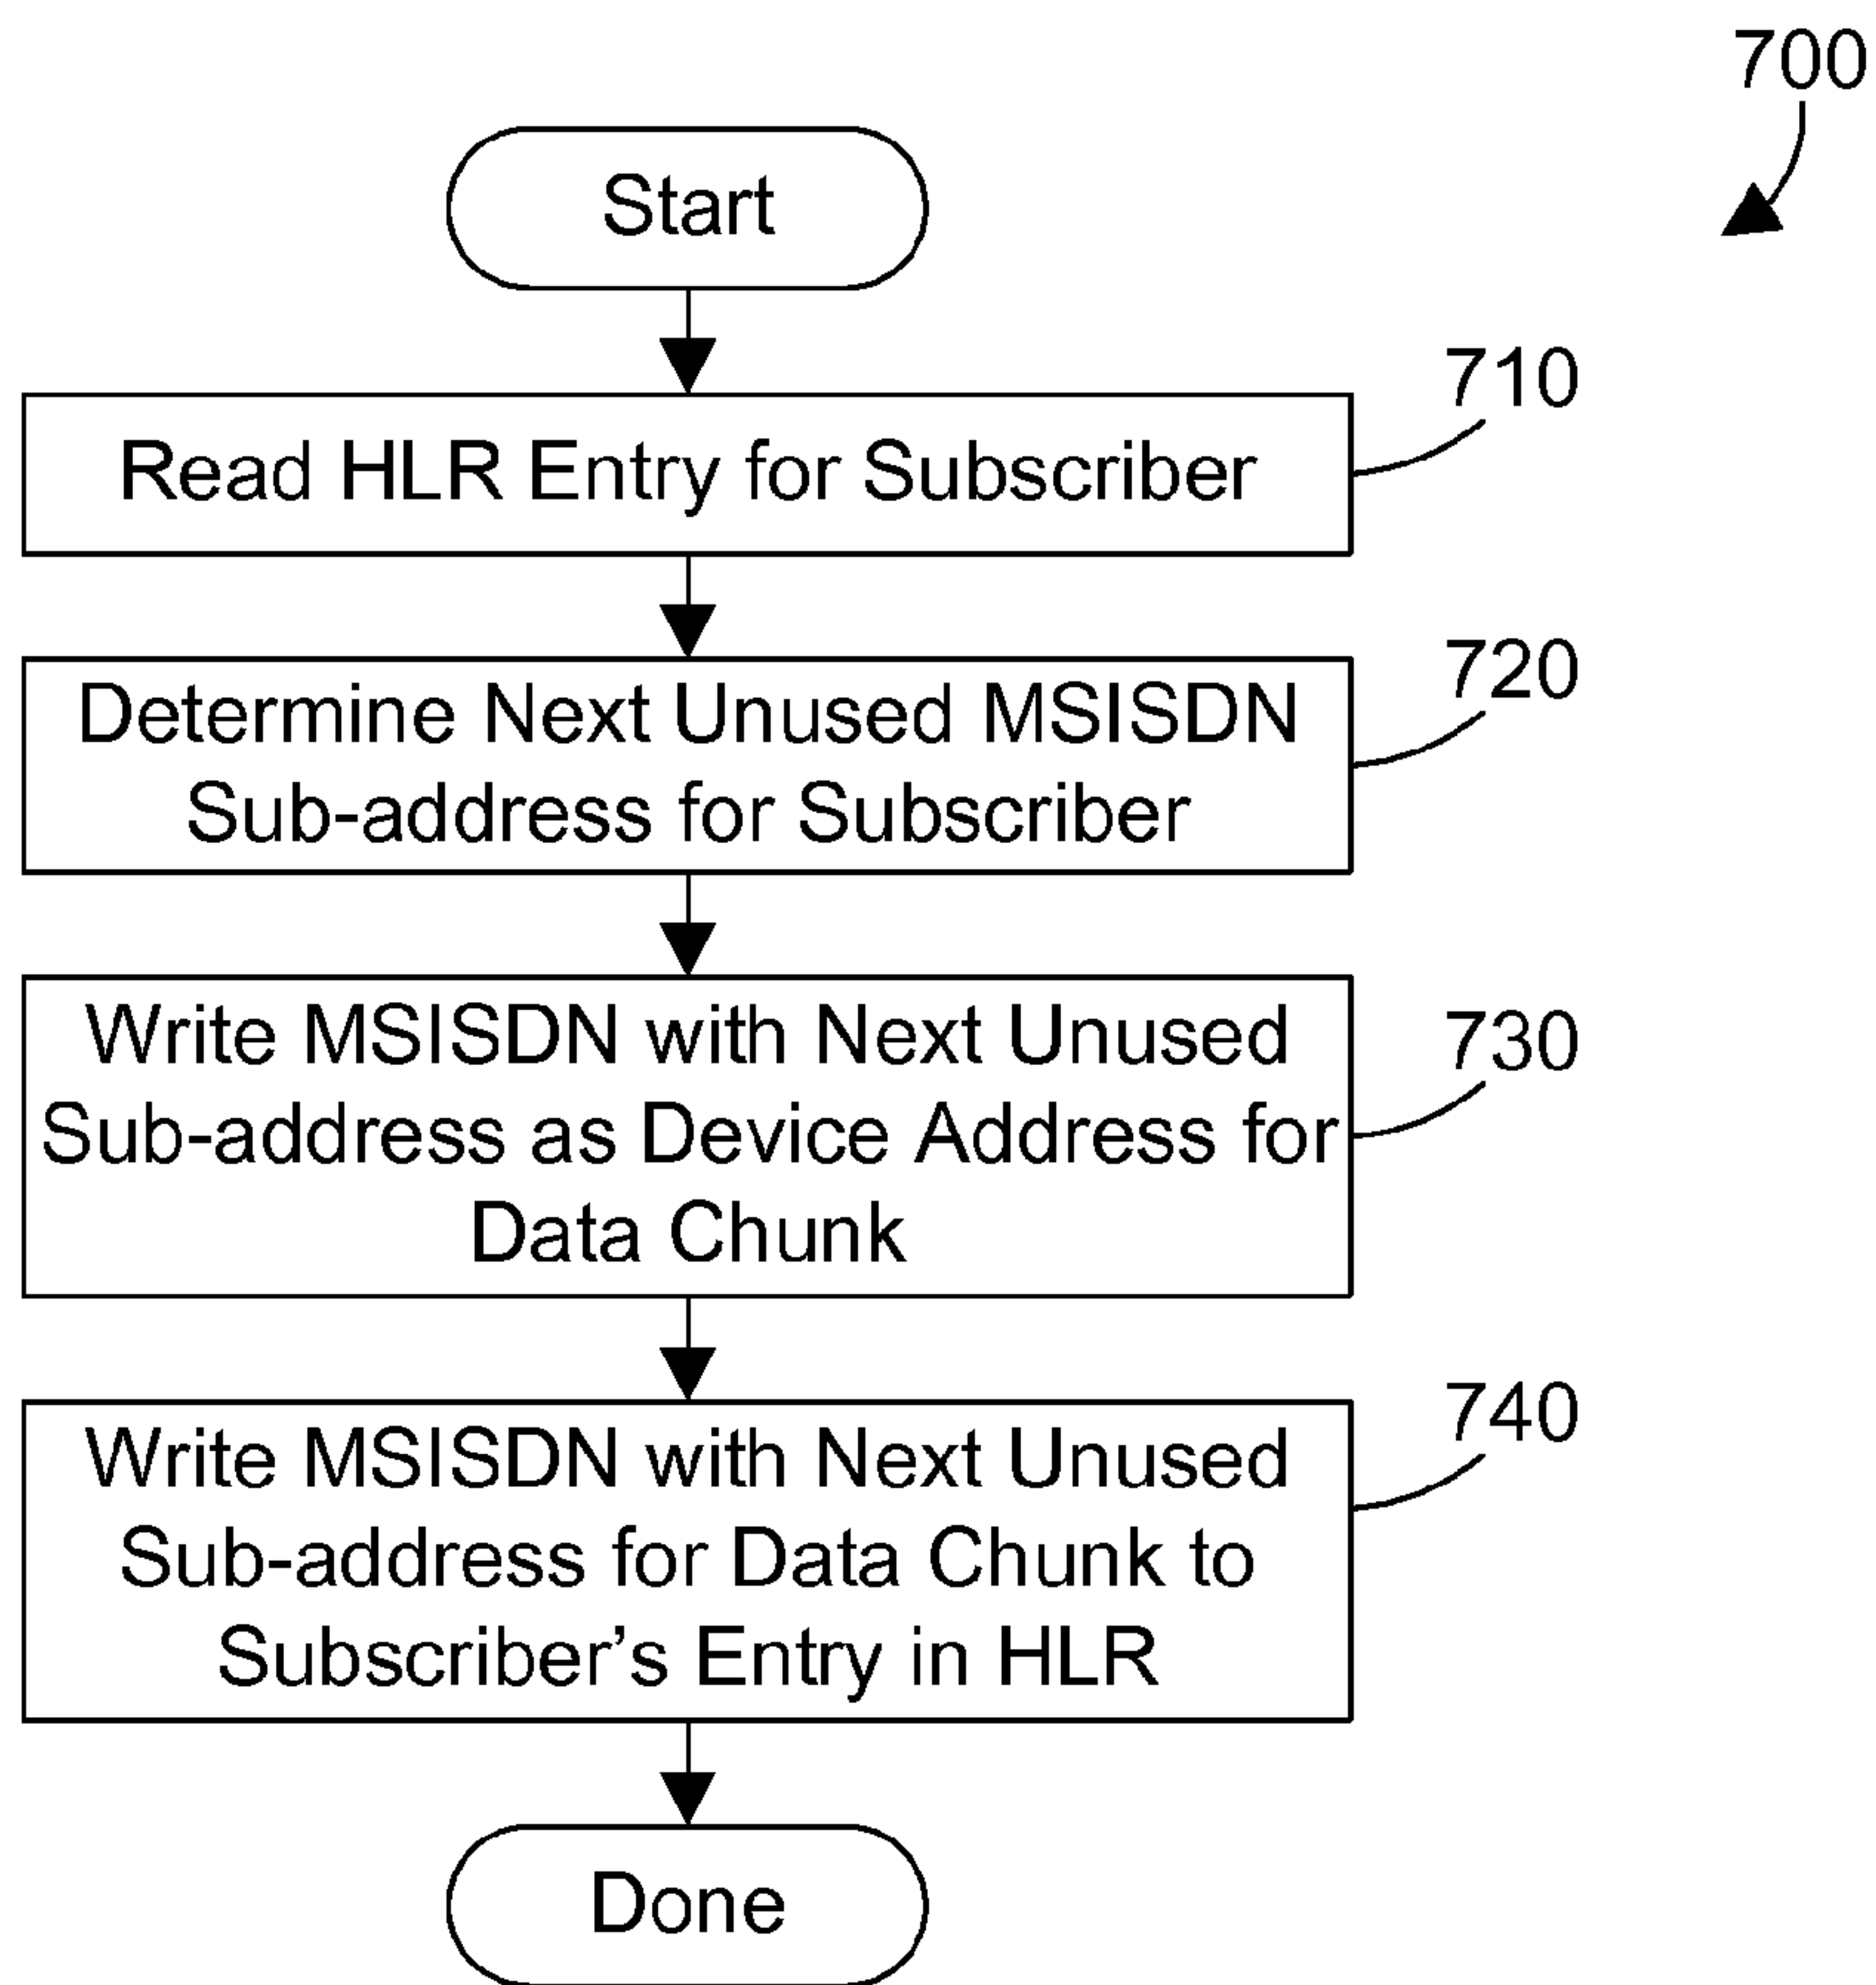 700
Start
710
Read HLR Entry for Subscriber
720
Determine Next Unused MSISDN
Sub-address for Subscriber
730
Write MSISDN with Next Unused
Sub-address as Device Address for
Data Chunk
740
Write MSISDN with Next Unused
Sub-address for Data Chunk to
Subscriber’s Entry in HLR
Done